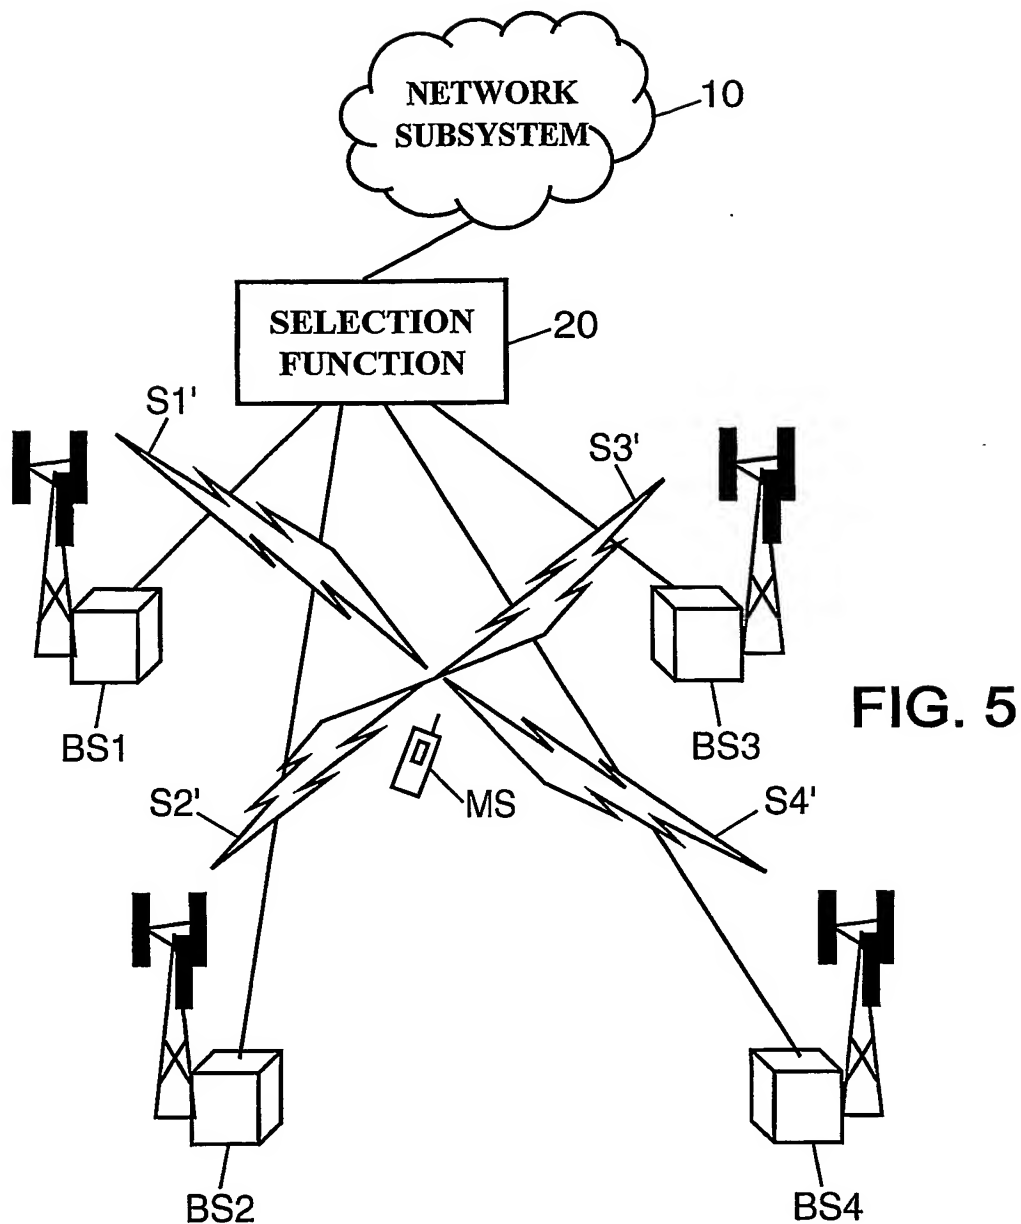 NETWORK
SUBSYSTEM
10
SELECTION
FUNCTION
20
S1'
S3'
BS1
BS3
FIG. 5
S2'
MS
S4'
BS2
BS4